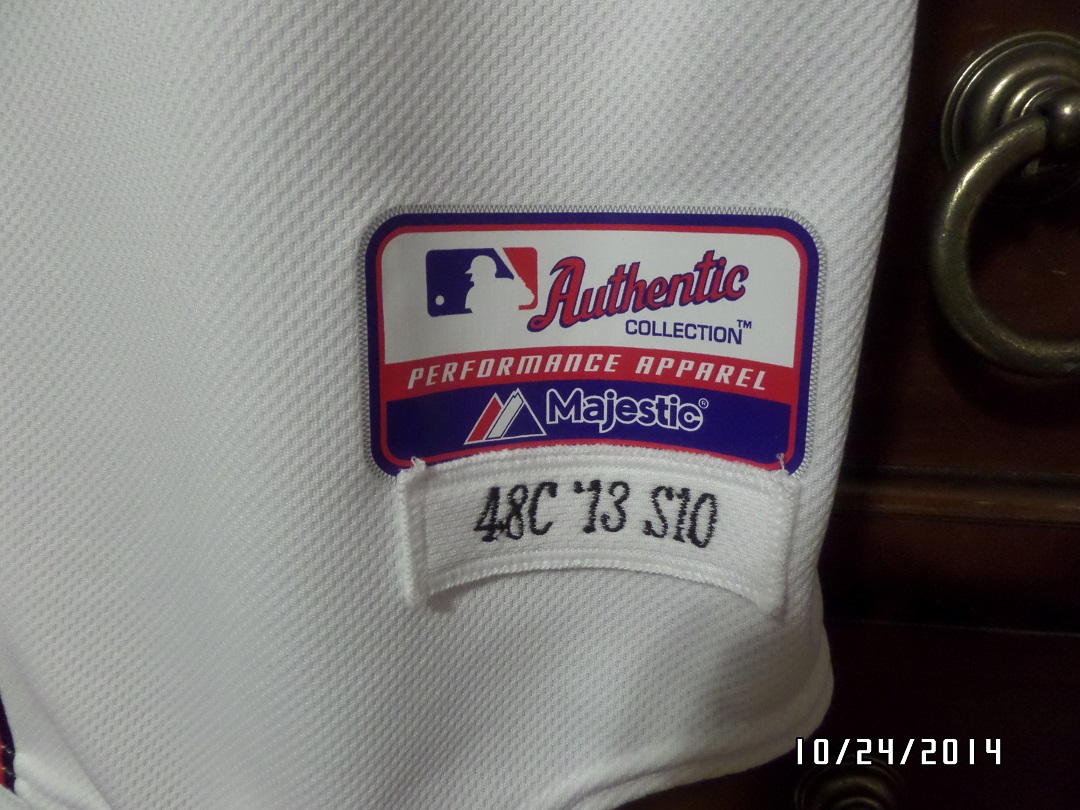 Authentic
COLLECTION™
PERFORMANCE APPAREL
Majestic®
48C '13 S10
10/24/2014